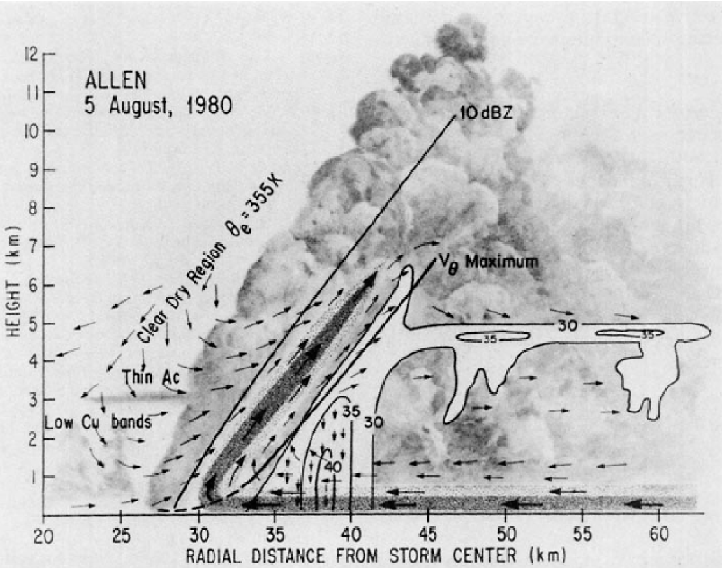 ALLEN
5 August, 1980
12
11
10
9
8
7
6
5
4
3
2
1
HEIGHT (km)
10 dBZ
Clear Dry Region θe = 355K
Vθ Maximum
30
35
35
Thin Ac
Low Cu bands
35
30
40
20 25 30 35 40 45 50 55 60
RADIAL DISTANCE FROM STORM CENTER (km)